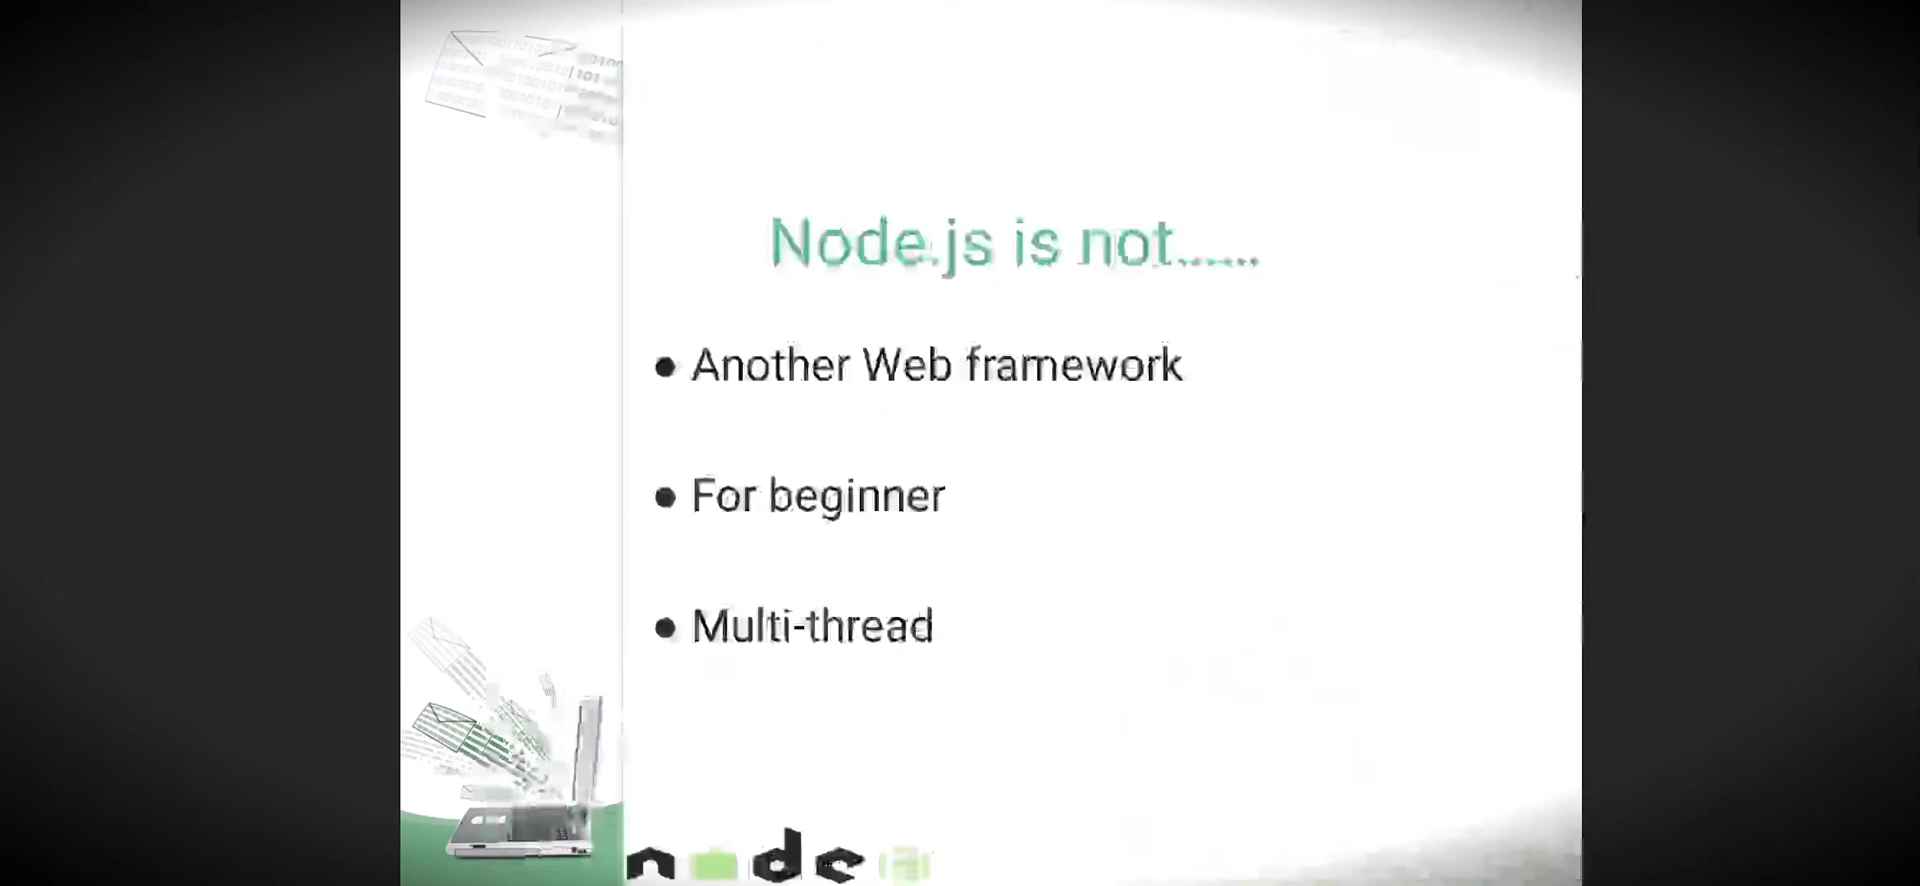 Node.js is not......
• Another Web framework
• For beginner
• Multi-thread
node